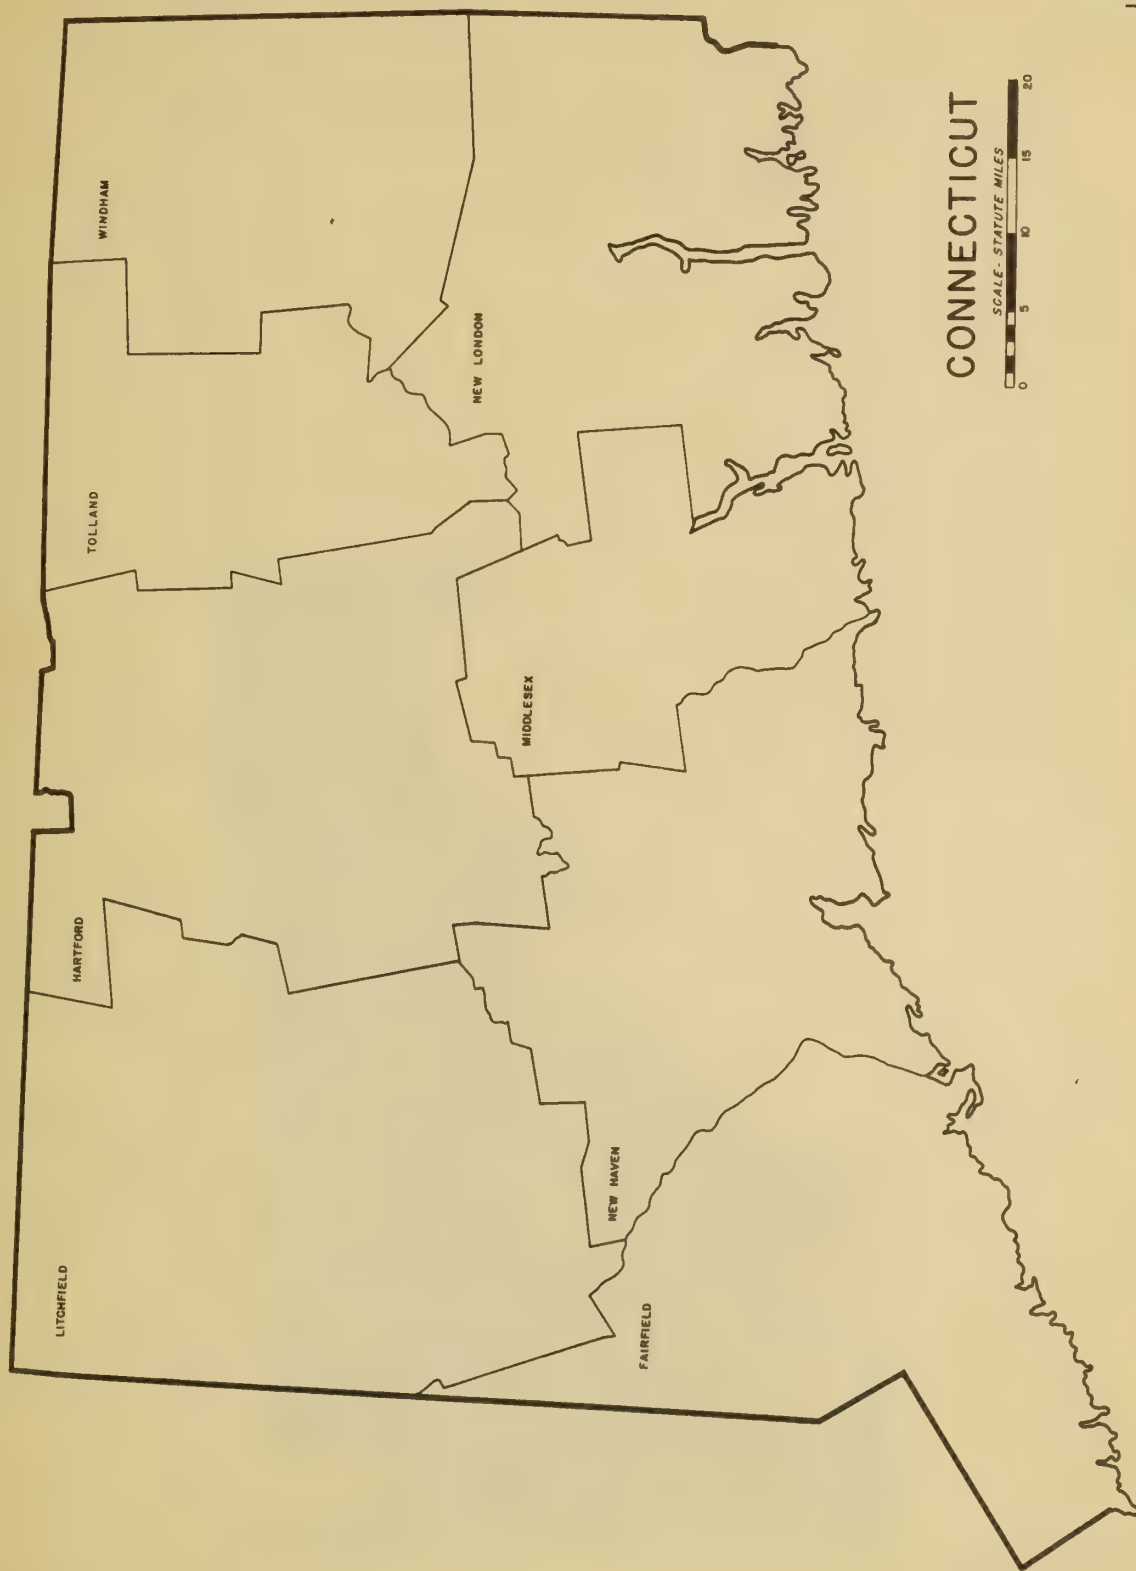 LITCHFIELD
HARTFORD
TOLLAND
WINDHAM
FAIRFIELD
NEW HAVEN
MIDDLESEX
NEW LONDON
CONNECTICUT
SCALE - STATUTE MILES
0 5 10 15 20